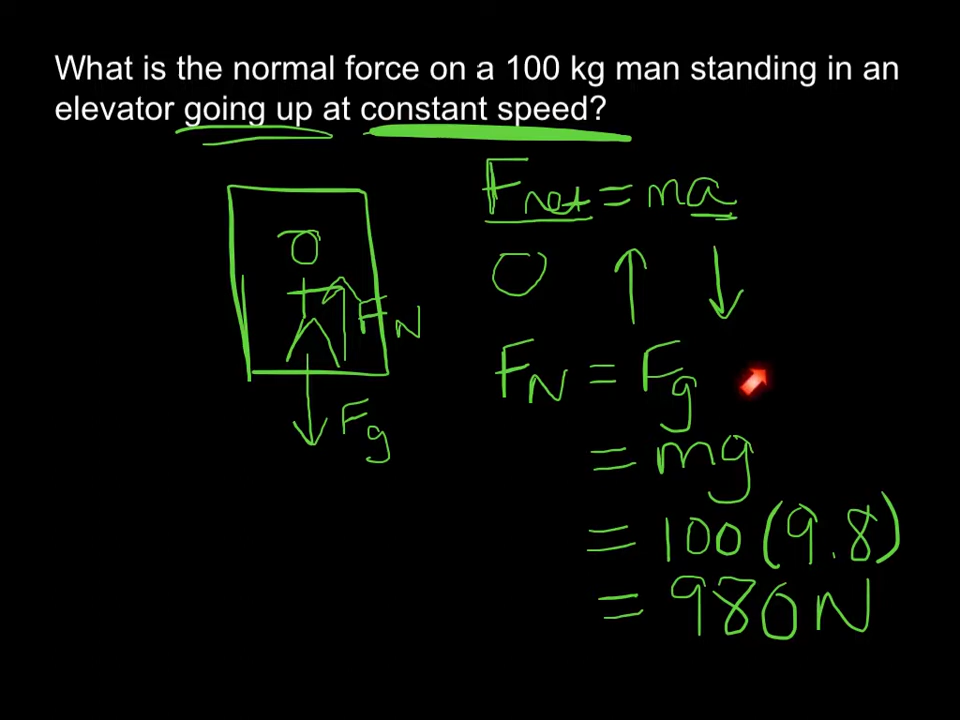 What is the normal force on a 100 kg man standing in an
elevator going up at constant speed?
Fnet = ma
0
FN
FN = Fg
Fg
= mg
= 100 (9.8)
= 980 N